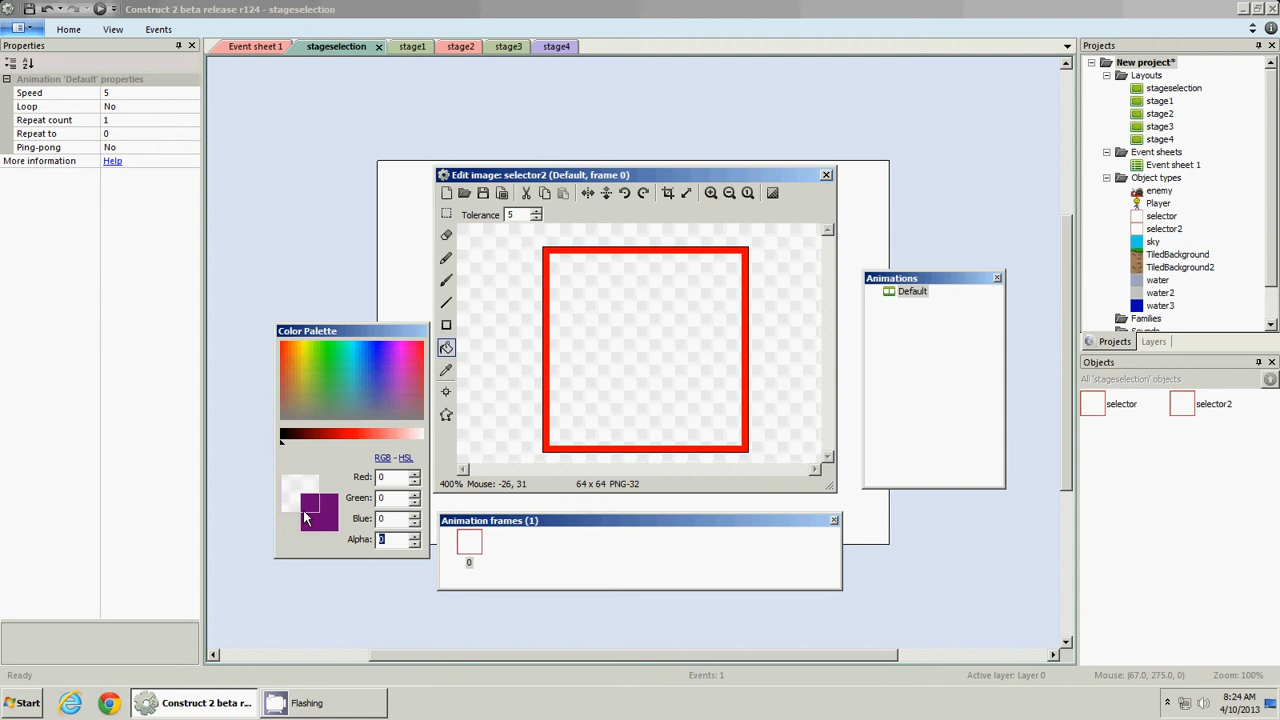 Construct 2 beta release r124 - stageselection
Home View Events
Properties
Animation 'Default' properties
Speed 5
Loop No
Repeat count 1
Repeat to 0
Ping-pong No
More information Help
Event sheet 1 stageselection stage1 stage2 stage3 stage4
Edit image: selector2 (Default, frame 0)
Tolerance 5
400% Mouse: -26, 31 64 x 64 PNG-32
Color Palette
RGB - HSL
Red: 0
Green: 0
Blue: 0
Alpha: 0
Animation frames (1)
0
Animations
Default
Projects
New project*
Layouts
stageselection
stage1
stage2
stage3
stage4
Event sheets
Event sheet 1
Object types
enemy
Player
selector
selector2
sky
TiledBackground
TiledBackground2
water
water2
water3
Families
Sounds
Projects Layers
Objects
All 'stageselection' objects
selector selector2
Ready Events: 1 Active layer: Layer 0 Mouse: (67.0, 275.0, 0) Zoom: 100%
Start Construct 2 beta r... Flashing
8:24 AM
4/10/2013